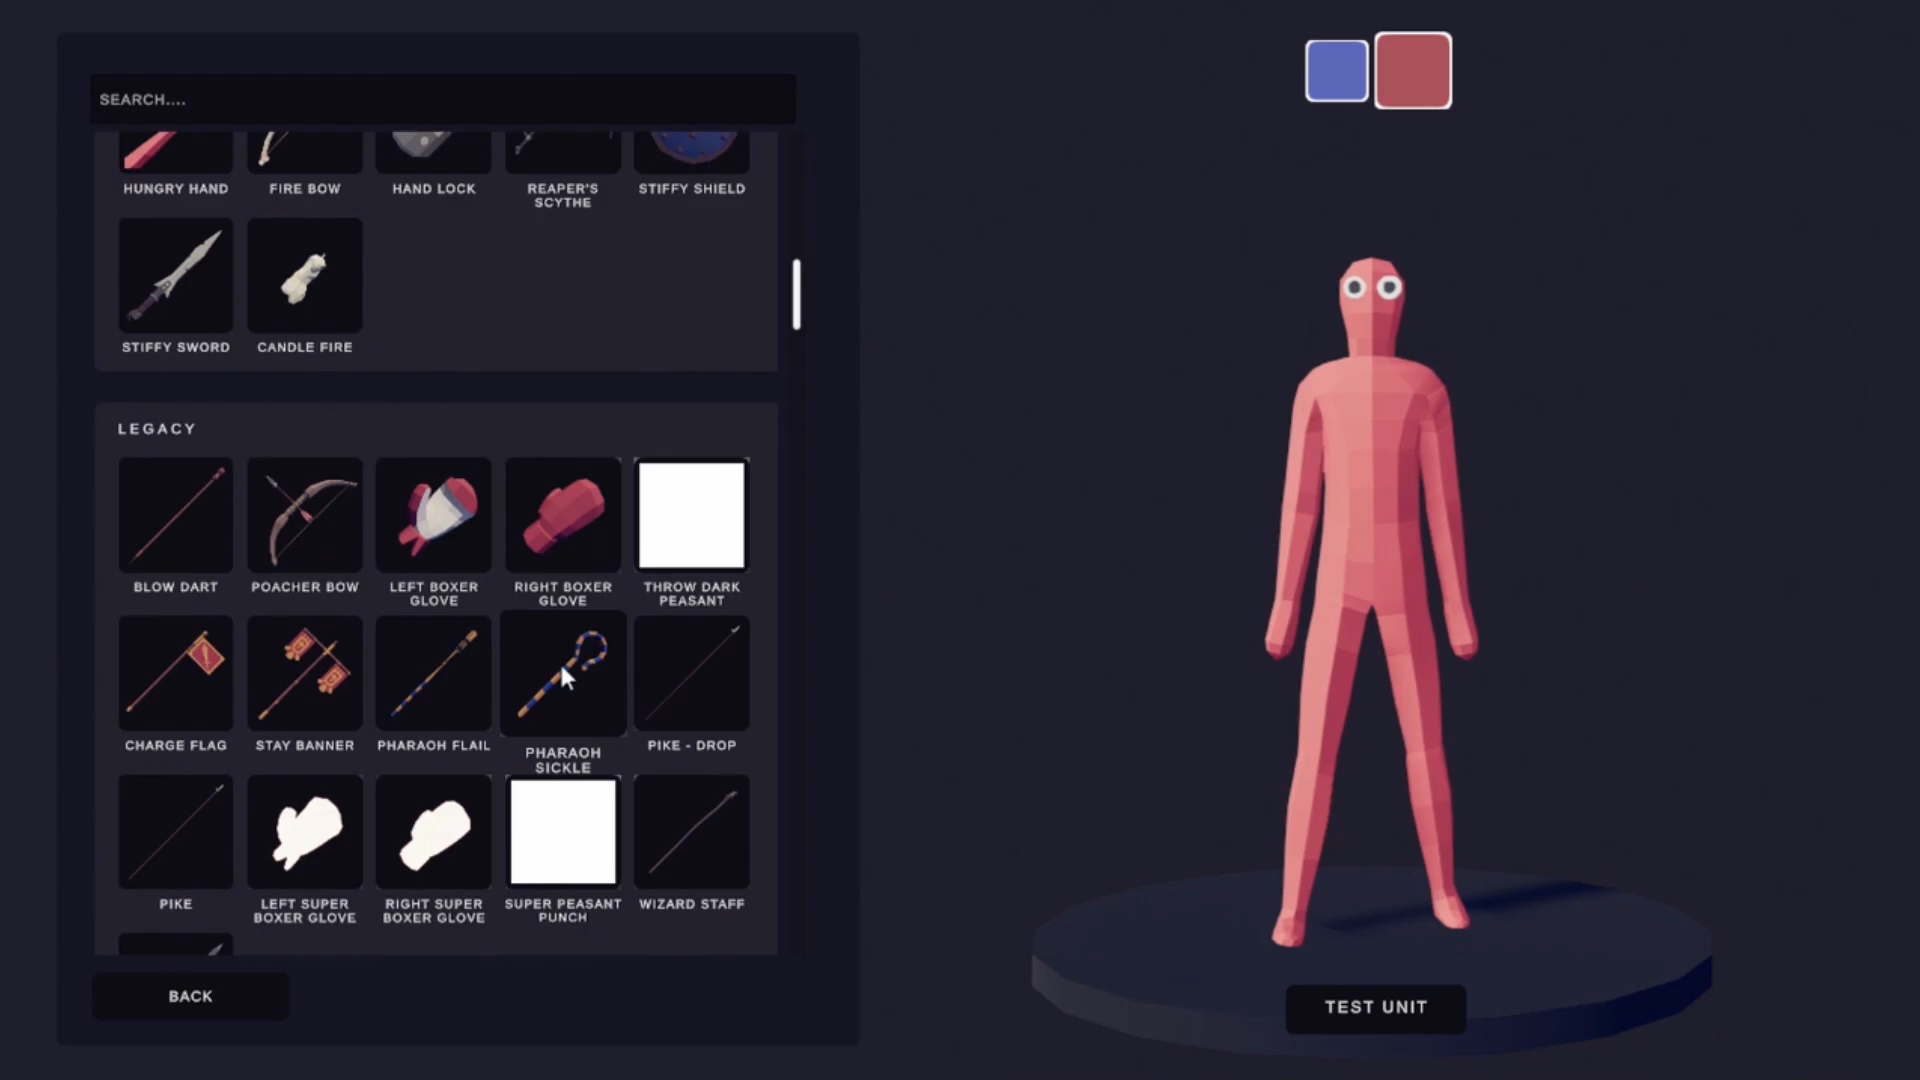 SEARCH....
HUNGRY HAND
FIRE BOW
HAND LOCK
REAPER'S
SCYTHE
STIFFY SHIELD
STIFFY SWORD
CANDLE FIRE
LEGACY
BLOW DART
POACHER BOW
LEFT BOXER
GLOVE
RIGHT BOXER
GLOVE
THROW DARK
PEASANT
CHARGE FLAG
STAY BANNER
PHARAOH FLAIL
PHARAOH
SICKLE
PIKE - DROP
PIKE
LEFT SUPER
BOXER GLOVE
RIGHT SUPER
BOXER GLOVE
SUPER PEASANT
PUNCH
WIZARD STAFF
BACK
TEST UNIT